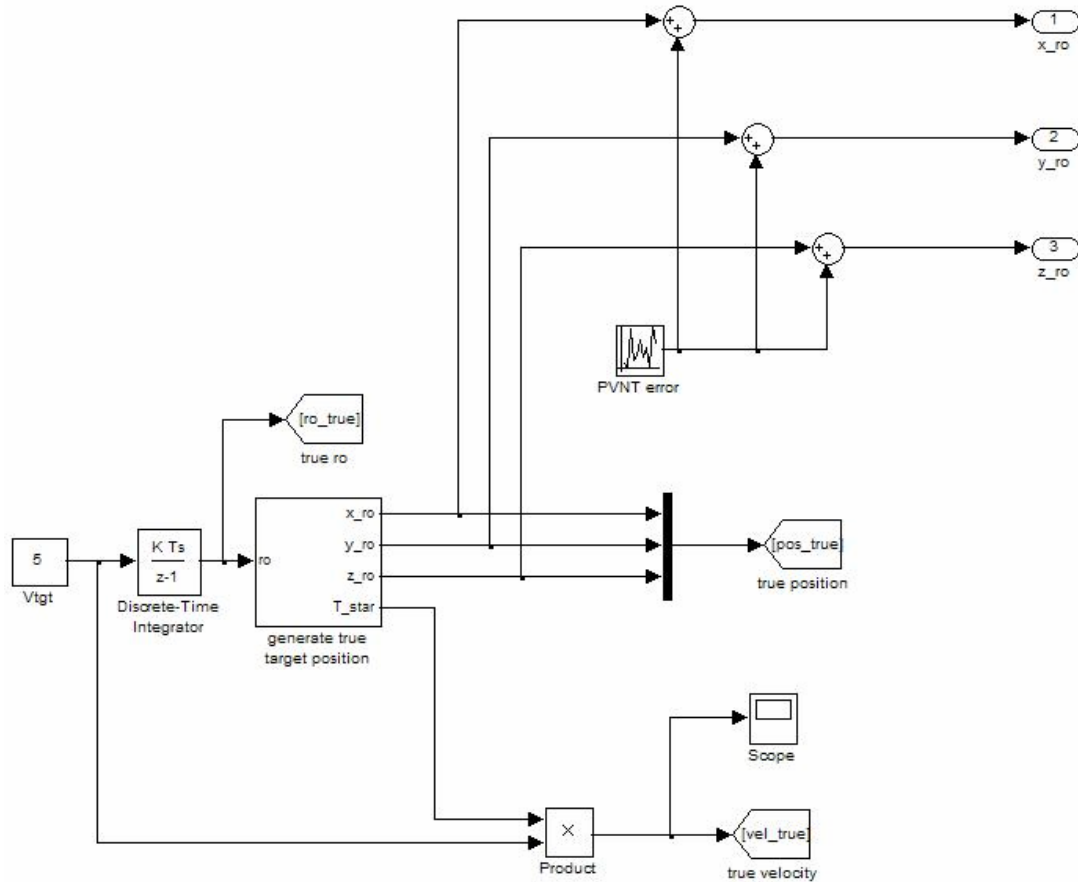 1
x_ro
2
y_ro
3
z_ro
PVNT error
[ro_true]
true ro
5
Vtgt
K Ts
z-1
Discrete-Time
Integrator
ro
x_ro
y_ro
z_ro
T_star
generate true
target position
[pos_true]
true position
Scope
×
Product
[vel_true]
true velocity